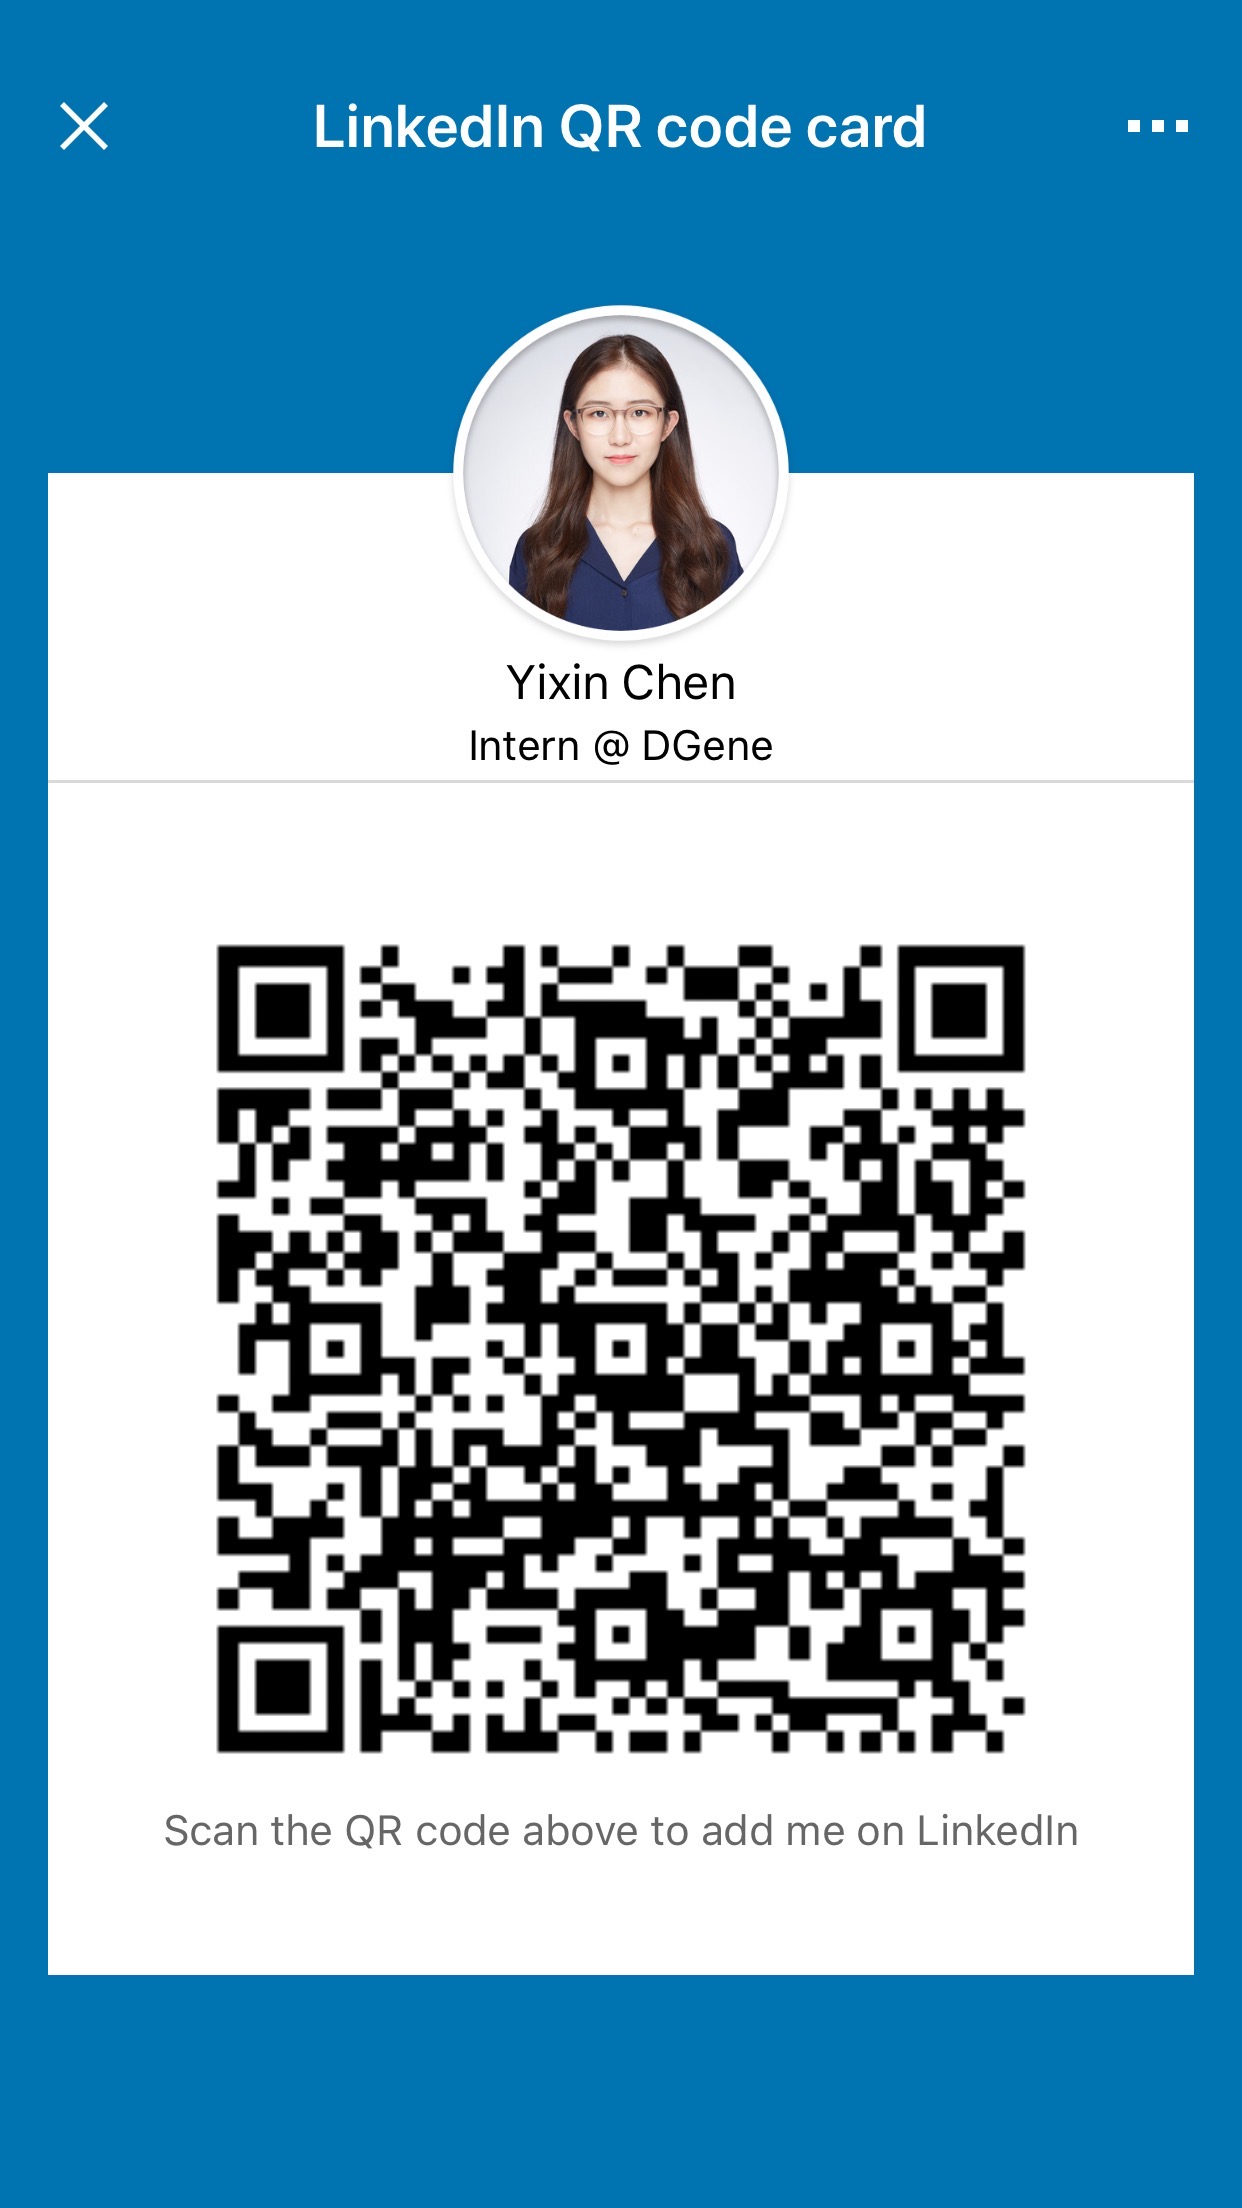 LinkedIn QR code card
Yixin Chen
Intern @ DGene
Scan the QR code above to add me on LinkedIn